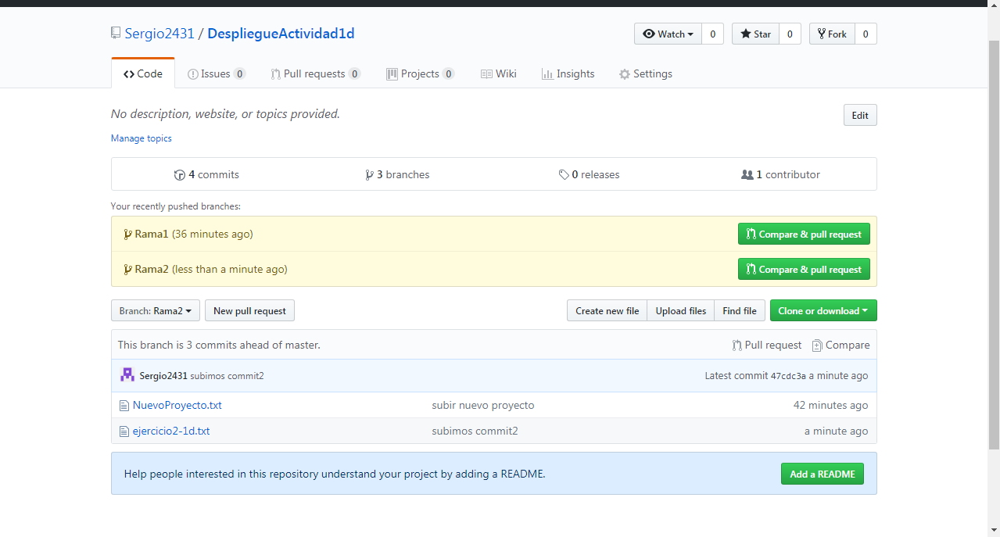 Sergio2431 / DespliegueActividad1d
Watch 0 Star 0 Fork 0
Code Issues 0 Pull requests 0 Projects 0 Wiki Insights Settings
No description, website, or topics provided. Edit
Manage topics
4 commits 3 branches 0 releases 1 contributor
Your recently pushed branches:
Rama1 (36 minutes ago) Compare & pull request
Rama2 (less than a minute ago) Compare & pull request
Branch: Rama2 New pull request Create new file Upload files Find file Clone or download
This branch is 3 commits ahead of master. Pull request Compare
Sergio2431 subimos commit2 Latest commit 47cdc3a a minute ago
NuevoProyecto.txt subir nuevo proyecto 42 minutes ago
ejercicio2-1d.txt subimos commit2 a minute ago
Help people interested in this repository understand your project by adding a README. Add a README